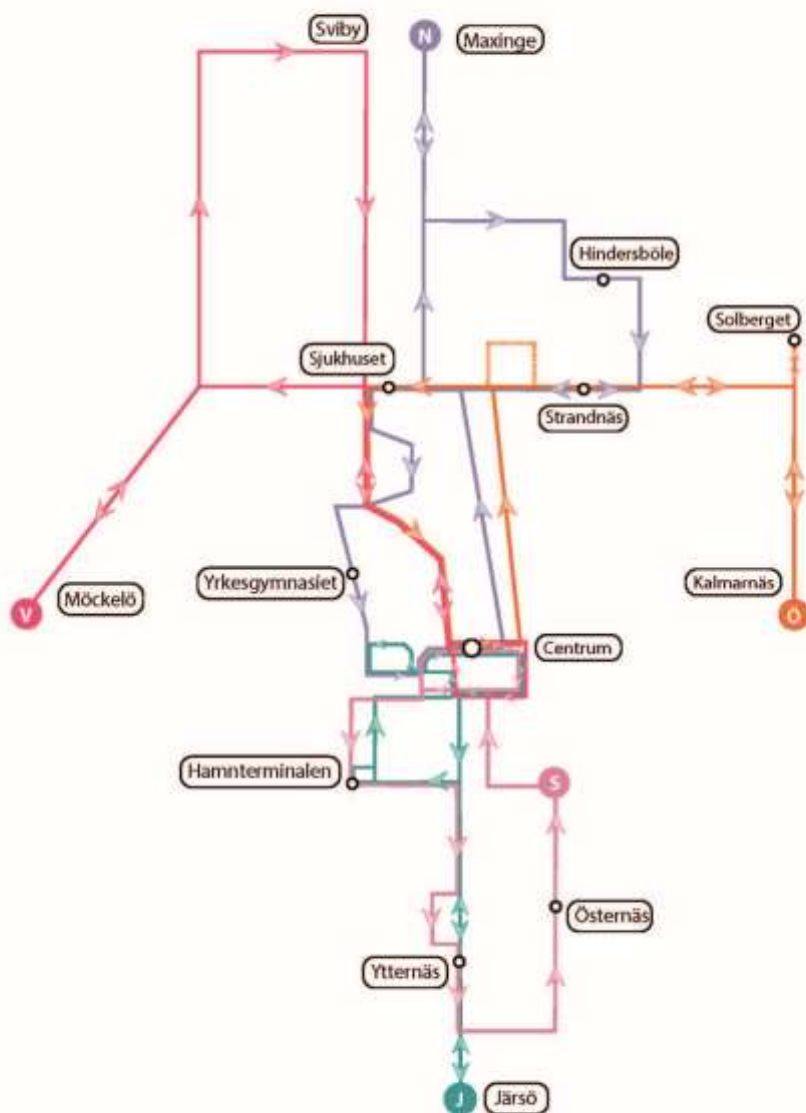 Sviby
N
Maxinge
Hindersböle
Solberget
Sjukhuset
Strandnäs
V
Möckelö
Yrkesgymnasiet
Kalmarnäs
Ö
Centrum
Hamnterminalen
S
Östernäs
Ytternäs
J
Järsö